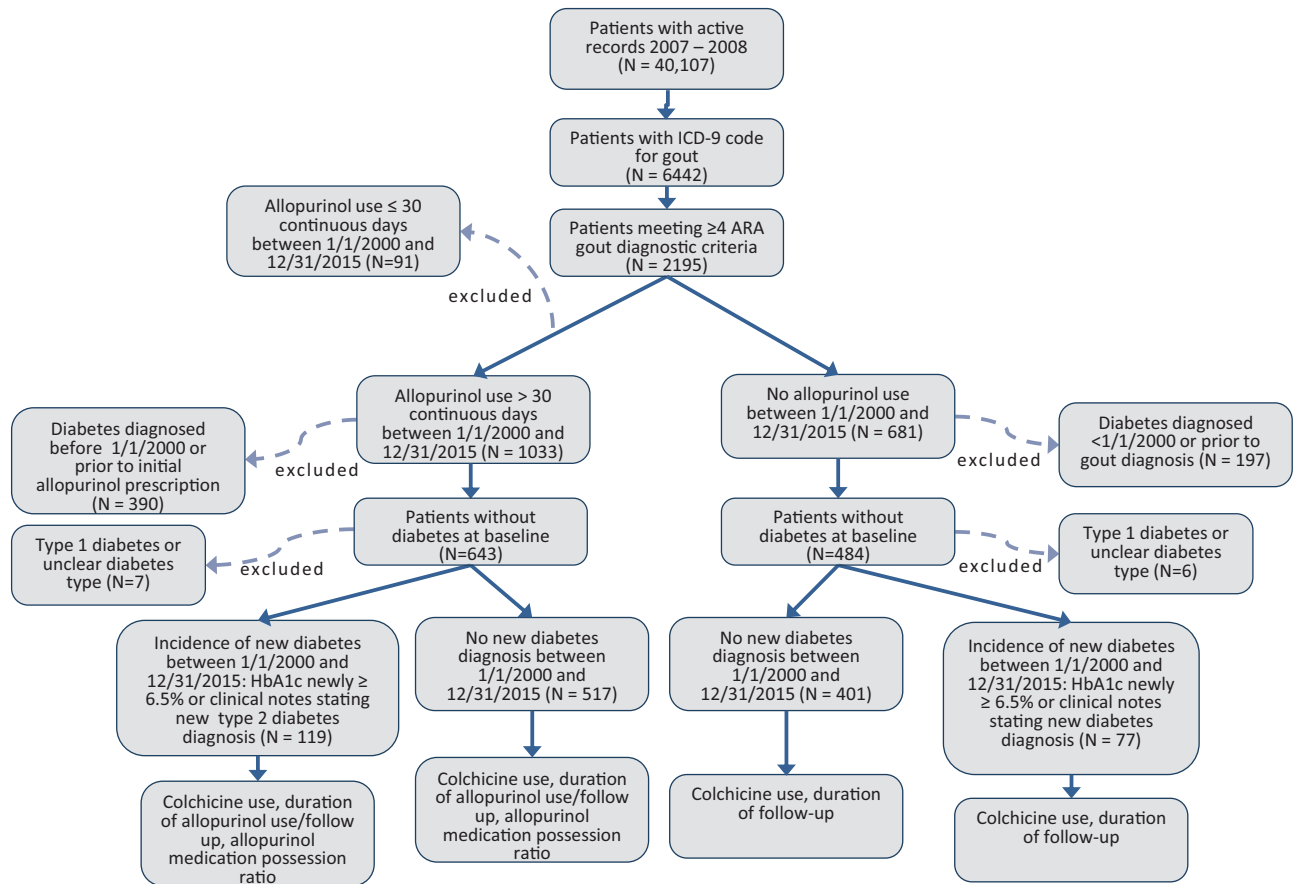 Patients with active
records 2007 – 2008
(N = 40,107)
Patients with ICD-9 code
for gout
(N = 6442)
Allopurinol use ≤ 30
continuous days
between 1/1/2000 and
12/31/2015 (N=91)
Patients meeting ≥4 ARA
gout diagnostic criteria
(N = 2195)
excluded
Allopurinol use > 30
continuous days
between 1/1/2000 and
12/31/2015 (N = 1033)
No allopurinol use
between 1/1/2000 and
12/31/2015 (N = 681)
Diabetes diagnosed
before 1/1/2000 or
prior to initial
allopurinol prescription
(N = 390)
excluded
excluded
Diabetes diagnosed
<1/1/2000 or prior to
gout diagnosis (N = 197)
Patients without
diabetes at baseline
(N=643)
Patients without
diabetes at baseline
(N=484)
Type 1 diabetes or
unclear diabetes
type (N=7)
excluded
excluded
Type 1 diabetes or
unclear diabetes
type (N=6)
Incidence of new diabetes
between 1/1/2000 and
12/31/2015: HbA1c newly ≥
6.5% or clinical notes stating
new type 2 diabetes
diagnosis (N = 119)
No new diabetes
diagnosis between
1/1/2000 and
12/31/2015 (N = 517)
No new diabetes
diagnosis between
1/1/2000 and
12/31/2015 (N = 401)
Incidence of new diabetes
between 1/1/2000 and
12/31/2015: HbA1c newly
≥ 6.5% or clinical notes
stating new diabetes
diagnosis (N = 77)
Colchicine use, duration
of allopurinol use/follow
up, allopurinol
medication possession
ratio
Colchicine use, duration
of allopurinol use/follow
up, allopurinol
medication possession
ratio
Colchicine use, duration
of follow-up
Colchicine use, duration
of follow-up